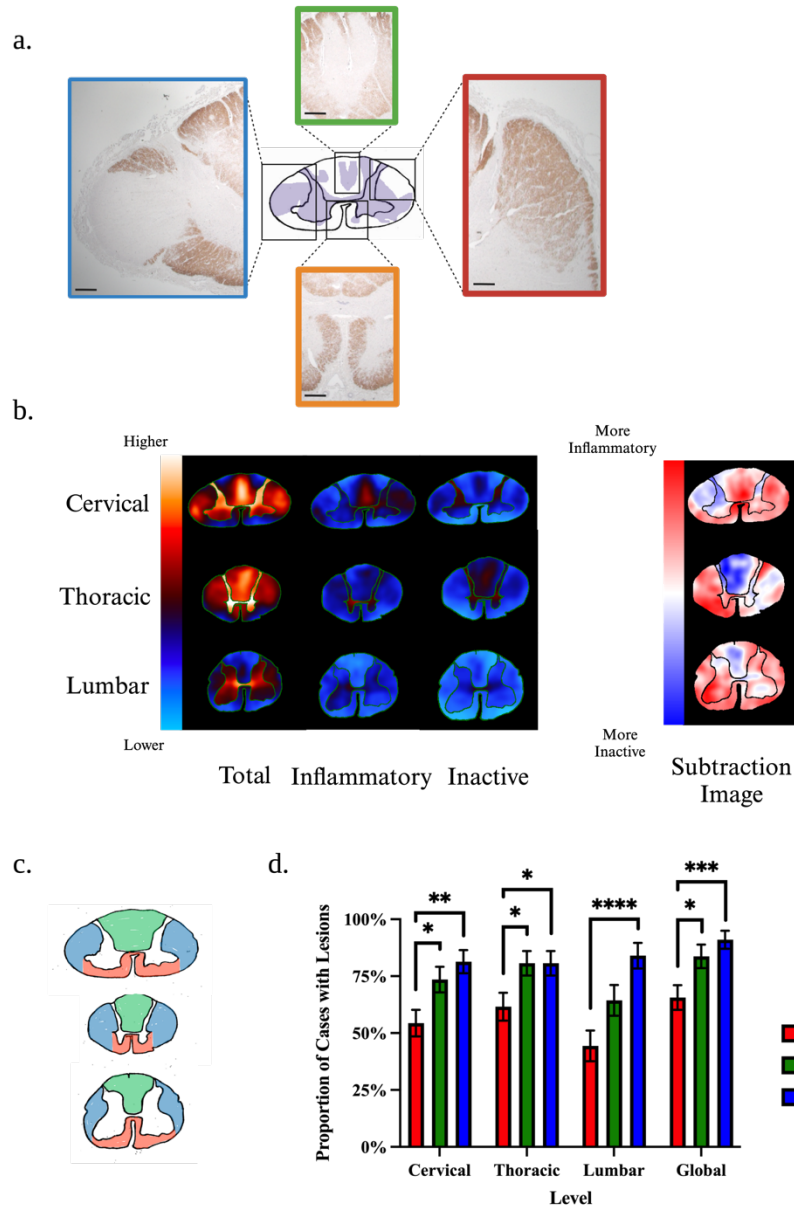 a.
b.
Higher
Cervical
Thoracic
Lumbar
Lower
Total
Inflammatory
Inactive
More
Inflammatory
More
Inactive
Subtraction
Image
c.
d.
Proportion of Cases with Lesions
100%
75%
50%
25%
0%
**
*
*
*
****
***
*
Cervical
Thoracic
Lumbar
Global
Level